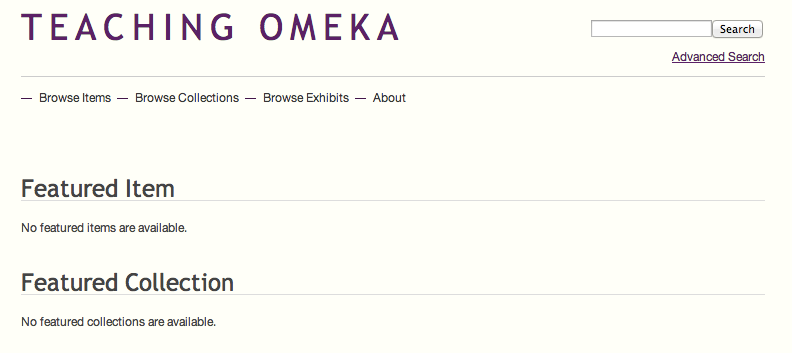 TEACHING OMEKA
Search
Advanced Search
— Browse Items — Browse Collections — Browse Exhibits — About
Featured Item
No featured items are available.
Featured Collection
No featured collections are available.